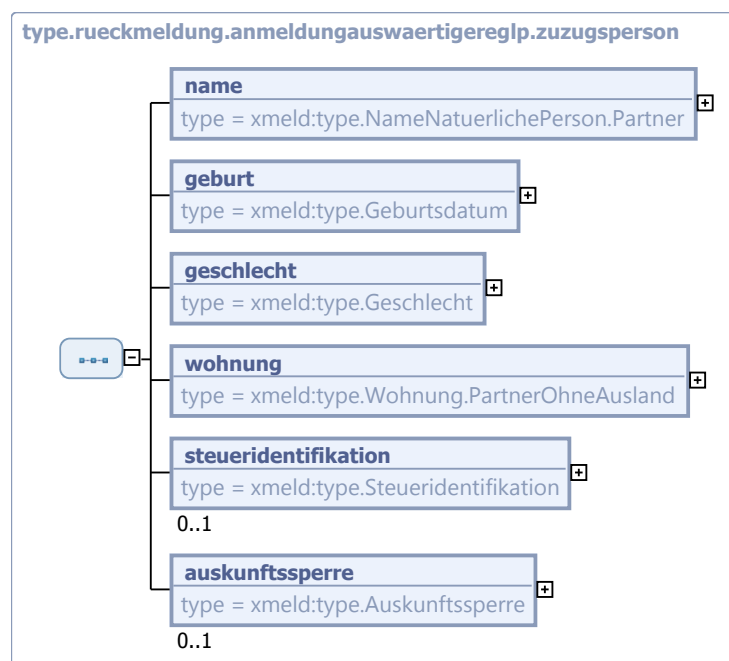 type.rueckmeldung.anmeldungauswaertigereglp.zuzugsperson
name
type = xmeld:type.NameNatuerlichePerson.Partner
geburt
type = xmeld:type.Geburtsdatum
geschlecht
type = xmeld:type.Geschlecht
wohnung
type = xmeld:type.Wohnung.PartnerOhneAusland
steueridentifikation
type = xmeld:type.Steueridentifikation
0..1
auskunftssperre
type = xmeld:type.Auskunftssperre
0..1